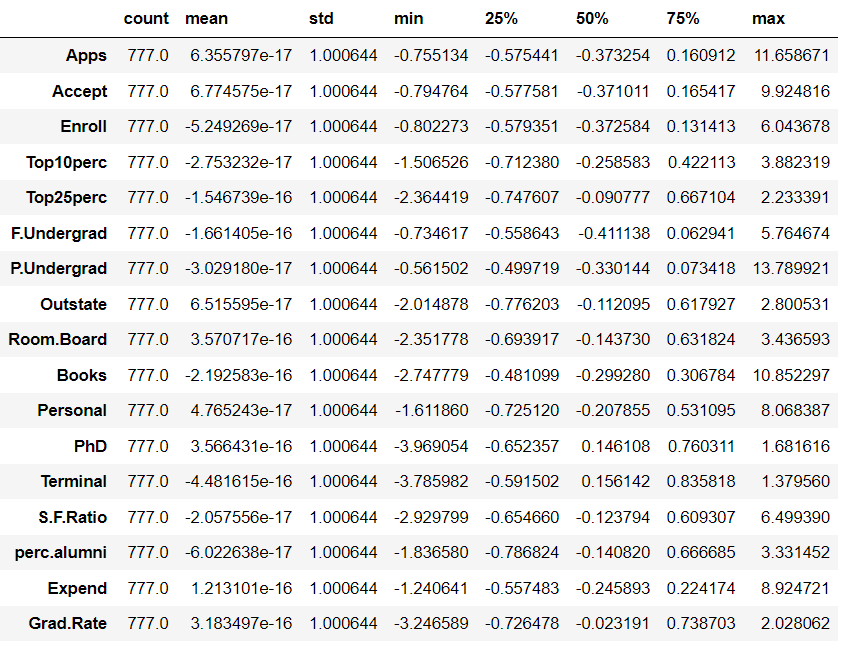 count mean std min 25% 50% 75% max
Apps 777.0 6.355797e-17 1.000644 -0.755134 -0.575441 -0.373254 0.160912 11.658671
Accept 777.0 6.774575e-17 1.000644 -0.794764 -0.577581 -0.371011 0.165417 9.924816
Enroll 777.0 -5.249269e-17 1.000644 -0.802273 -0.579351 -0.372584 0.131413 6.043678
Top10perc 777.0 -2.753232e-17 1.000644 -1.506526 -0.712380 -0.258583 0.422113 3.882319
Top25perc 777.0 -1.546739e-16 1.000644 -2.364419 -0.747607 -0.090777 0.667104 2.233391
F.Undergrad 777.0 -1.661405e-16 1.000644 -0.734617 -0.558643 -0.411138 0.062941 5.764674
P.Undergrad 777.0 -3.029180e-17 1.000644 -0.561502 -0.499719 -0.330144 0.073418 13.789921
Outstate 777.0 6.515595e-17 1.000644 -2.014878 -0.776203 -0.112095 0.617927 2.800531
Room.Board 777.0 3.570717e-16 1.000644 -2.351778 -0.693917 -0.143730 0.631824 3.436593
Books 777.0 -2.192583e-16 1.000644 -2.747779 -0.481099 -0.299280 0.306784 10.852297
Personal 777.0 4.765243e-17 1.000644 -1.611860 -0.725120 -0.207855 0.531095 8.068387
PhD 777.0 3.566431e-16 1.000644 -3.969054 -0.652357 0.146108 0.760311 1.681616
Terminal 777.0 -4.481615e-16 1.000644 -3.785982 -0.591502 0.156142 0.835818 1.379560
S.F.Ratio 777.0 -2.057556e-17 1.000644 -2.929799 -0.654660 -0.123794 0.609307 6.499390
perc.alumni 777.0 -6.022638e-17 1.000644 -1.836580 -0.786824 -0.140820 0.666685 3.331452
Expend 777.0 1.213101e-16 1.000644 -1.240641 -0.557483 -0.245893 0.224174 8.924721
Grad.Rate 777.0 3.183497e-16 1.000644 -3.246589 -0.726478 -0.023191 0.738703 2.028062